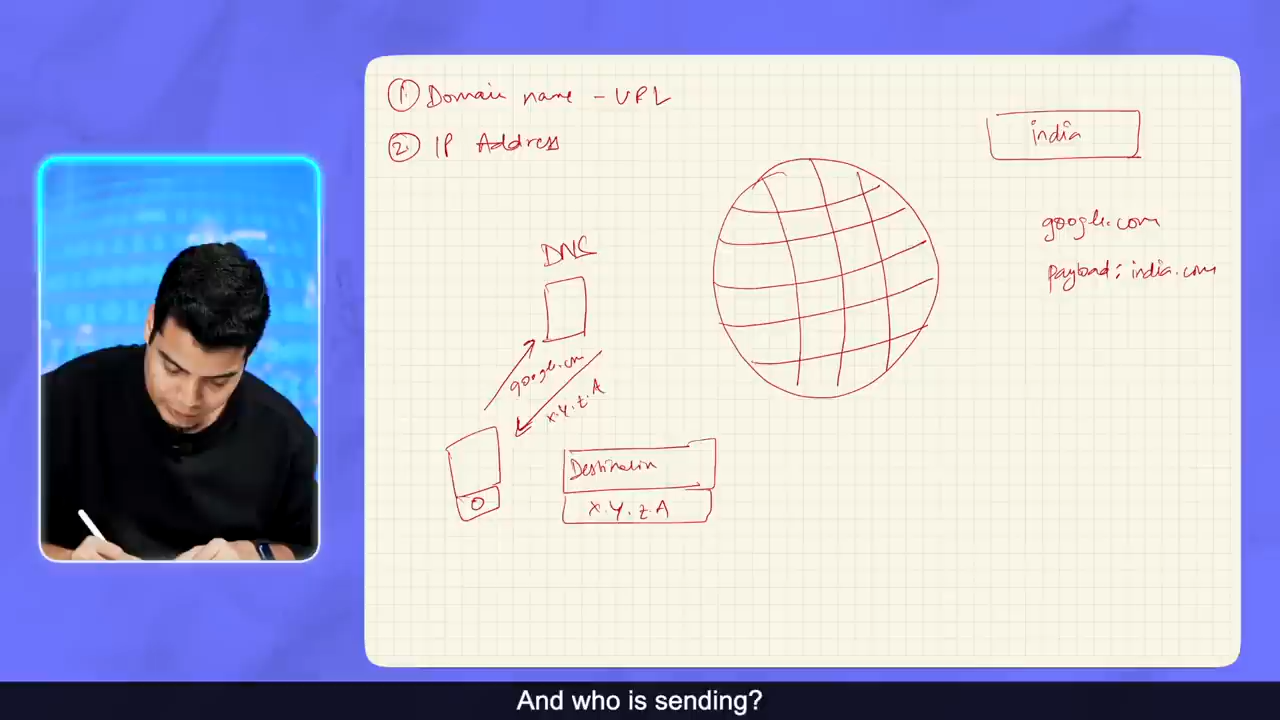 1. Domain name - URL
2. IP Address
india
google.com
payload: india.com
DNS
google.com
x.y.z.A
Destination
x.y.z.A
And who is sending?